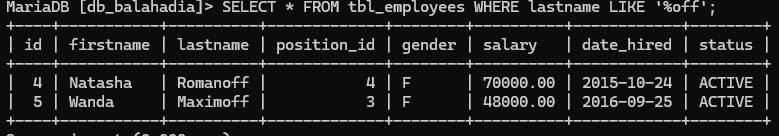 MariaDB [db_balahadia]> SELECT * FROM tbl_employees WHERE lastname LIKE '%off';
+----+-----------+----------+-------------+--------+----------+------------+--------+
| id | firstname | lastname | position_id | gender | salary   | date_hired | status |
+----+-----------+----------+-------------+--------+----------+------------+--------+
|  4 | Natasha   | Romanoff |           4 | F      | 70000.00 | 2015-10-24 | ACTIVE |
|  5 | Wanda     | Maximoff |           3 | F      | 48000.00 | 2016-09-25 | ACTIVE |
+----+-----------+----------+-------------+--------+----------+------------+--------+